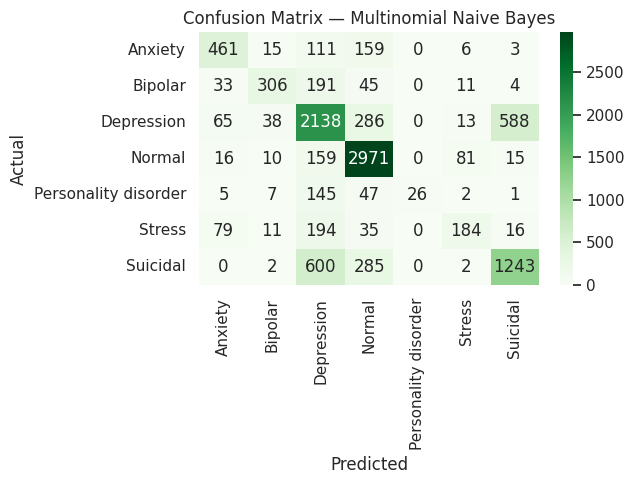 Confusion Matrix — Multinomial Naive Bayes
Actual
Anxiety 461 15 111 159 0 6 3
Bipolar 33 306 191 45 0 11 4
Depression 65 38 2138 286 0 13 588
Normal 16 10 159 2971 0 81 15
Personality disorder 5 7 145 47 26 2 1
Stress 79 11 194 35 0 184 16
Suicidal 0 2 600 285 0 2 1243
Anxiety
Bipolar
Depression
Normal
Personality disorder
Stress
Suicidal
Predicted
2500
2000
1500
1000
500
0